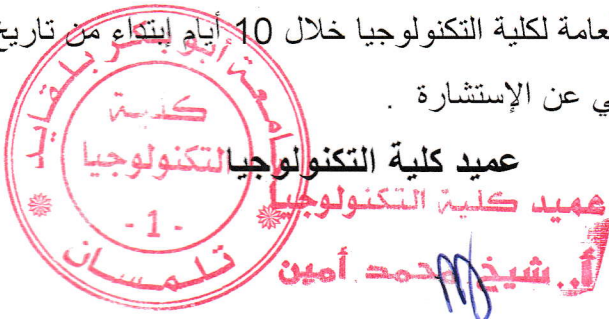 عامة لكلية التكنولوجيا خلال 10 أيام إبتداء من تاريخ
ي عن الإستشارة .
عميد كلية التكنولوجيا
جامعة أبو بكر بلقايد
كلية
التكنولوجيا
- 1 -
تلمسان
عميد كلية التكنولوجيا
أ. شيخ محمد أمين